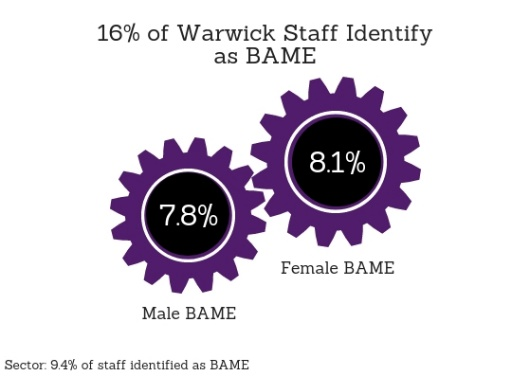 16% of Warwick Staff Identify
as BAME
8.1%
7.8%
Female BAME
Male BAME
Sector: 9.4% of staff identified as BAME